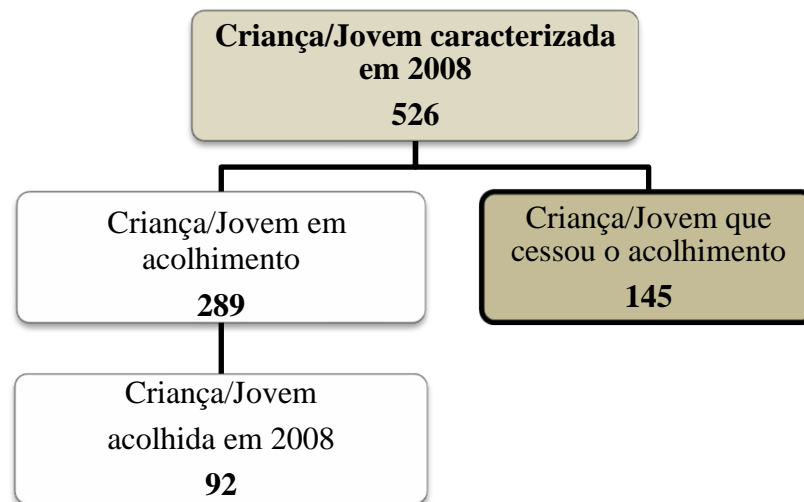 Criança/Jovem caracterizada
em 2008
526
Criança/Jovem em
acolhimento
289
Criança/Jovem que
cessou o acolhimento
145
Criança/Jovem
acolhida em 2008
92